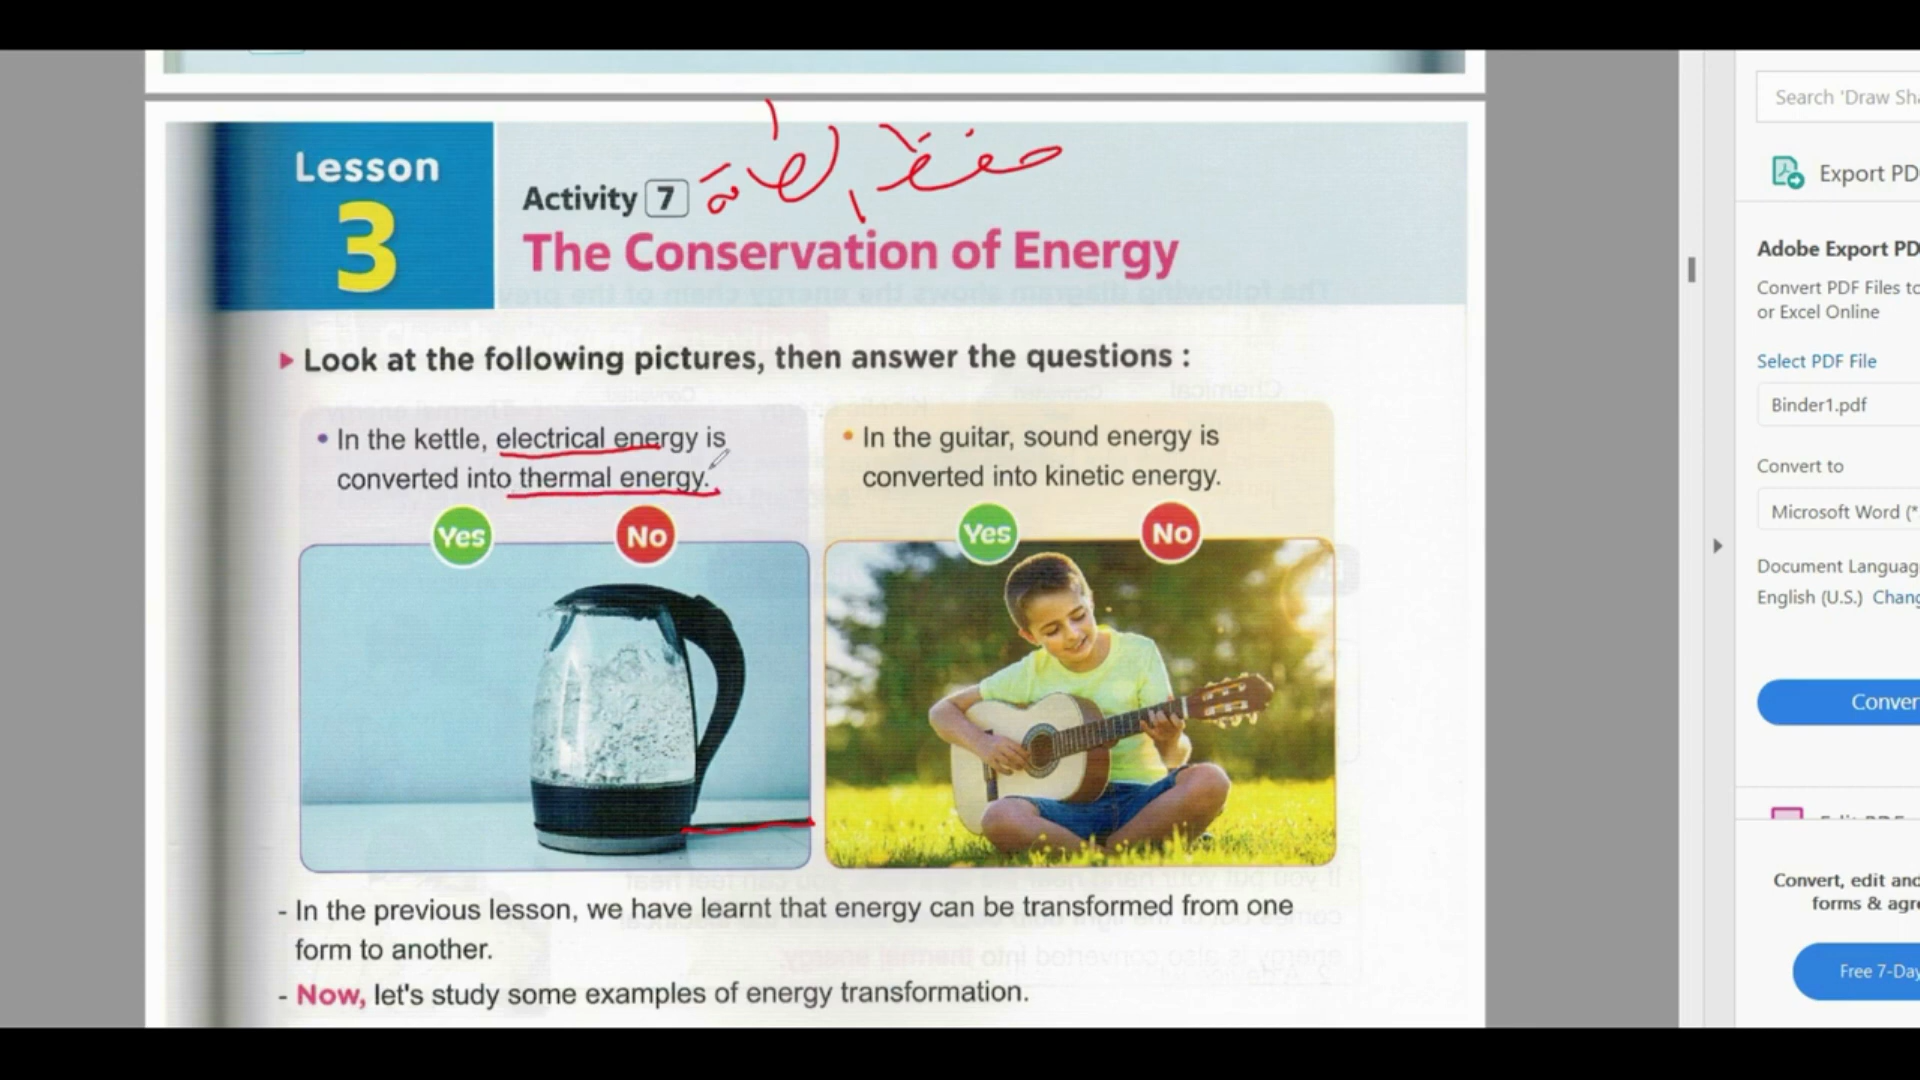 Lesson
3
Activity 7
حفظ الطاقة
The Conservation of Energy
Look at the following pictures, then answer the questions :
• In the kettle, electrical energy is
converted into thermal energy.
Yes
No
• In the guitar, sound energy is
converted into kinetic energy.
Yes
No
- In the previous lesson, we have learnt that energy can be transformed from one
form to another.
- Now, let's study some examples of energy transformation.
Search 'Draw Sha
Export PD
Adobe Export PD
Convert PDF Files to
or Excel Online
Select PDF File
Binder1.pdf
Convert to
Microsoft Word (*
Document Languag
English (U.S.) Chang
Conver
Convert, edit and
forms & agre
Free 7-Day